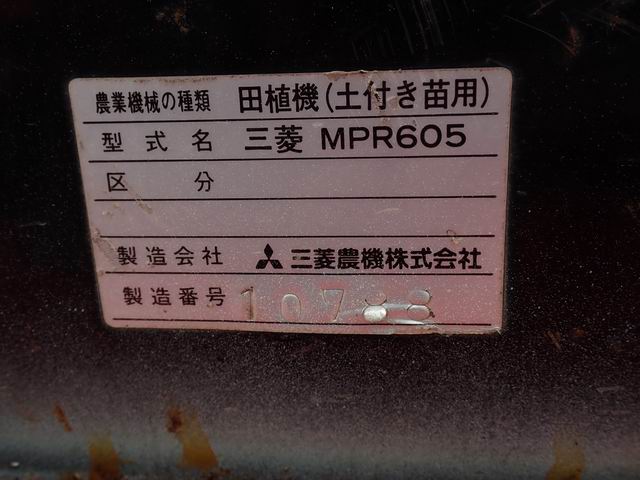 農業機械の種類 田植機(土付き苗用)
型式名 三菱 MPR605
区分
製造会社 三菱農機株式会社
製造番号